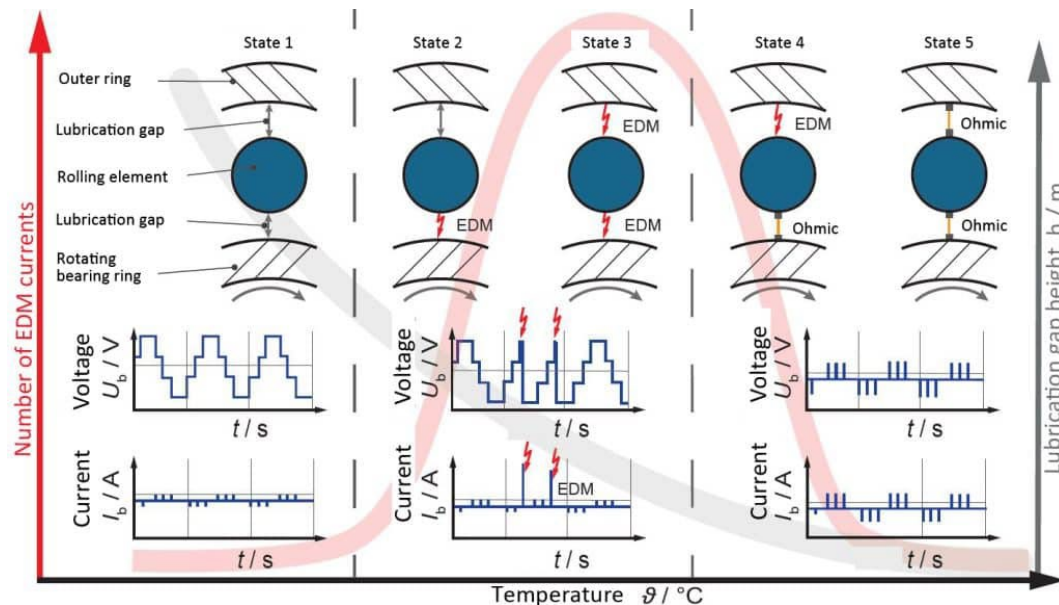 Number of EDM currents
State 1
State 2
State 3
State 4
State 5
Outer ring
Lubrication gap
Rolling element
Lubrication gap
Rotating
bearing ring
EDM
EDM
EDM
EDM
Ohmic
Ohmic
Ohmic
Voltage
U_b / V
t / s
Voltage
U_b / V
t / s
Voltage
U_b / V
t / s
Current
I_b / A
t / s
Current
I_b / A
EDM
t / s
Current
I_b / A
t / s
Lubrication gap height h / m
Temperature ϑ / °C